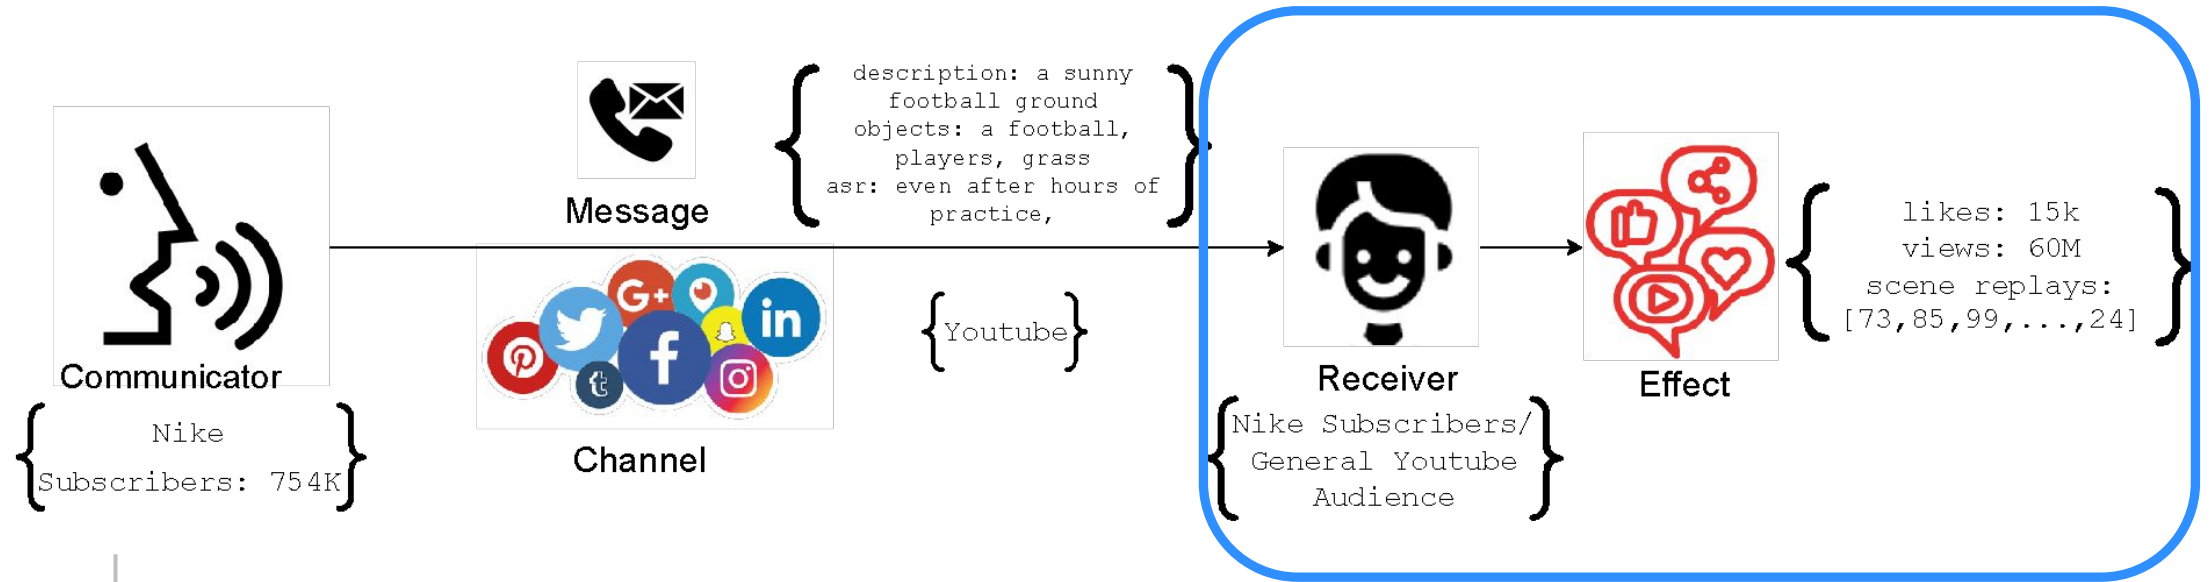 Communicator
Nike
Subscribers: 754K
Message
description: a sunny
football ground
objects: a football,
players, grass
asr: even after hours of
practice,
G+
in
f
t
Channel
Youtube
Receiver
Nike Subscribers/
General Youtube
Audience
Effect
likes: 15k
views: 60M
scene replays:
[73,85,99,...,24]